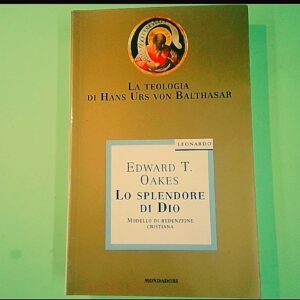 LA TEOLOGIA
DI HANS URS VON BALTHASAR
LEONARDO
EDWARD T.
OAKES
LO SPLENDORE
DI DIO
MODELLO DI REDENZIONE
CRISTIANA
MONDADORI